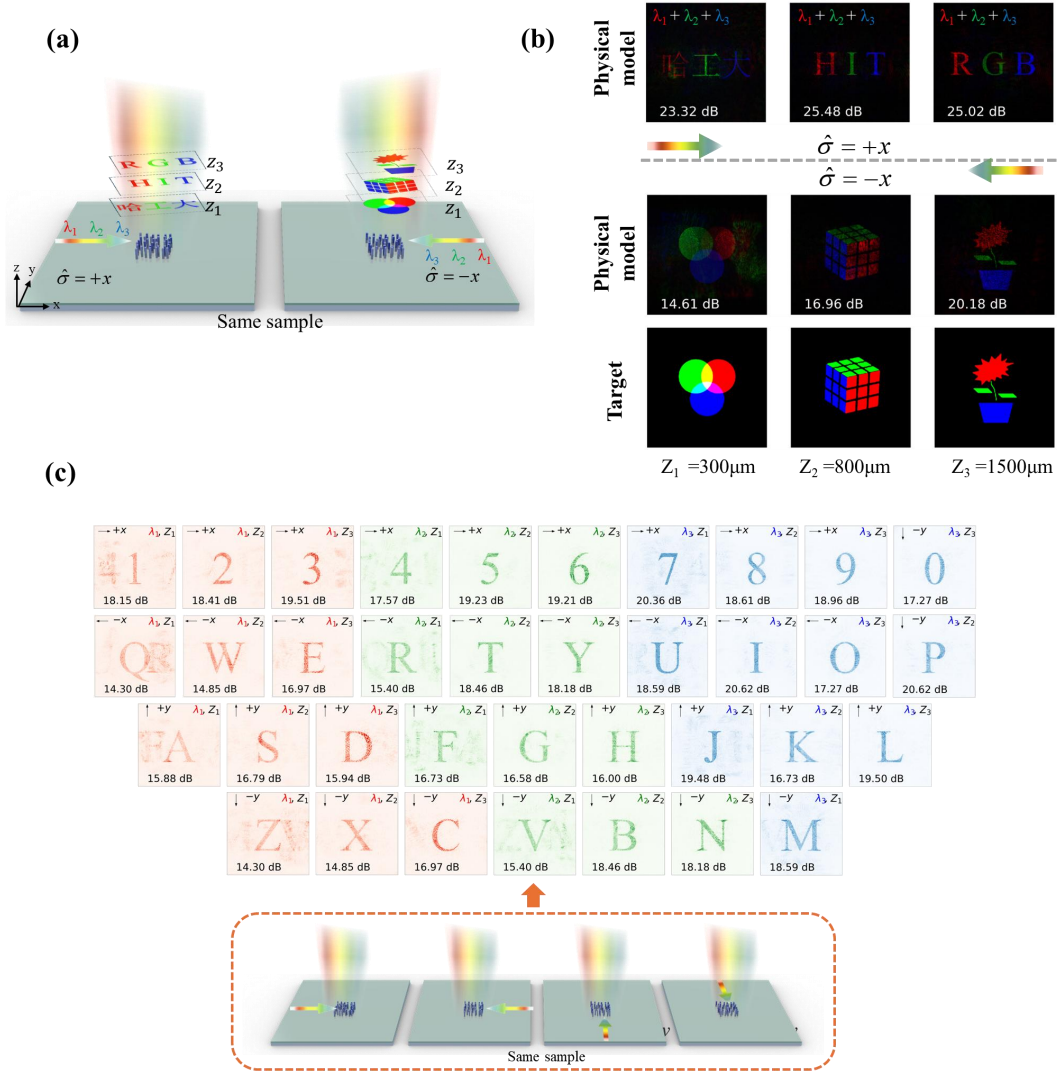 (a)
R G B z3
H I T z2
哈 工 大 z1
λ1 λ2 λ3
σ̂ = +x
z y x
z3
z2
z1
λ3 λ2 λ1
σ̂ = −x
Same sample
(b)
Physical model
λ1 + λ2 + λ3
哈 工 大
23.32 dB
λ1 + λ2 + λ3
H I T
25.48 dB
λ1 + λ2 + λ3
R G B
25.02 dB
σ̂ = +x
σ̂ = −x
Physical model
14.61 dB
16.96 dB
20.18 dB
Target
Z1 =300μm
Z2 =800μm
Z3 =1500μm
(c)
+x λ1, Z1
41
18.15 dB
+x λ1, Z2
2
18.41 dB
+x λ1, Z3
3
19.51 dB
+x λ2, Z1
4
17.57 dB
+x λ2, Z2
5
19.23 dB
+x λ2, Z3
6
19.21 dB
+x λ3, Z1
7
20.36 dB
+x λ3, Z2
8
18.61 dB
+x λ3, Z3
9
18.96 dB
−y λ3, Z2
0
17.27 dB
−x λ1, Z1
QR
14.30 dB
−x λ1, Z2
W
14.85 dB
−x λ1, Z3
E
16.97 dB
−x λ2, Z1
R
15.40 dB
−x λ2, Z2
T
18.46 dB
−x λ2, Z3
Y
18.18 dB
−x λ3, Z1
U
18.59 dB
−x λ3, Z2
I
20.62 dB
−x λ3, Z3
O
17.27 dB
−y λ3, Z2
P
20.62 dB
+y λ1, Z1
FA
15.88 dB
+y λ1, Z2
S
16.79 dB
+y λ1, Z3
D
15.94 dB
+y λ2, Z1
F
16.73 dB
+y λ2, Z2
G
16.58 dB
+y λ2, Z3
H
16.00 dB
+y λ3, Z1
J
19.48 dB
+y λ3, Z2
K
16.73 dB
+y λ3, Z3
L
19.50 dB
−y λ1, Z1
Z
14.30 dB
−y λ1, Z2
X
14.85 dB
−y λ1, Z3
C
16.97 dB
−y λ2, Z1
V
15.40 dB
−y λ2, Z2
B
18.46 dB
−y λ2, Z3
N
18.18 dB
−y λ3, Z1
M
18.59 dB
Same sample